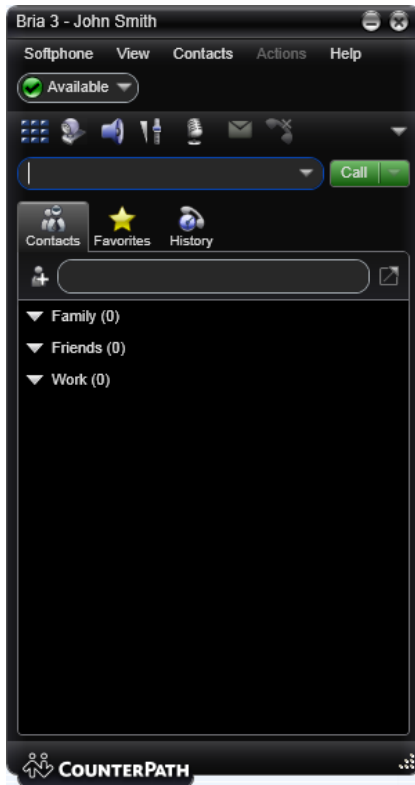 Bria 3 - John Smith
Softphone View Contacts Actions Help
Available
Call
Contacts Favorites History
Family (0)
Friends (0)
Work (0)
COUNTERPATH